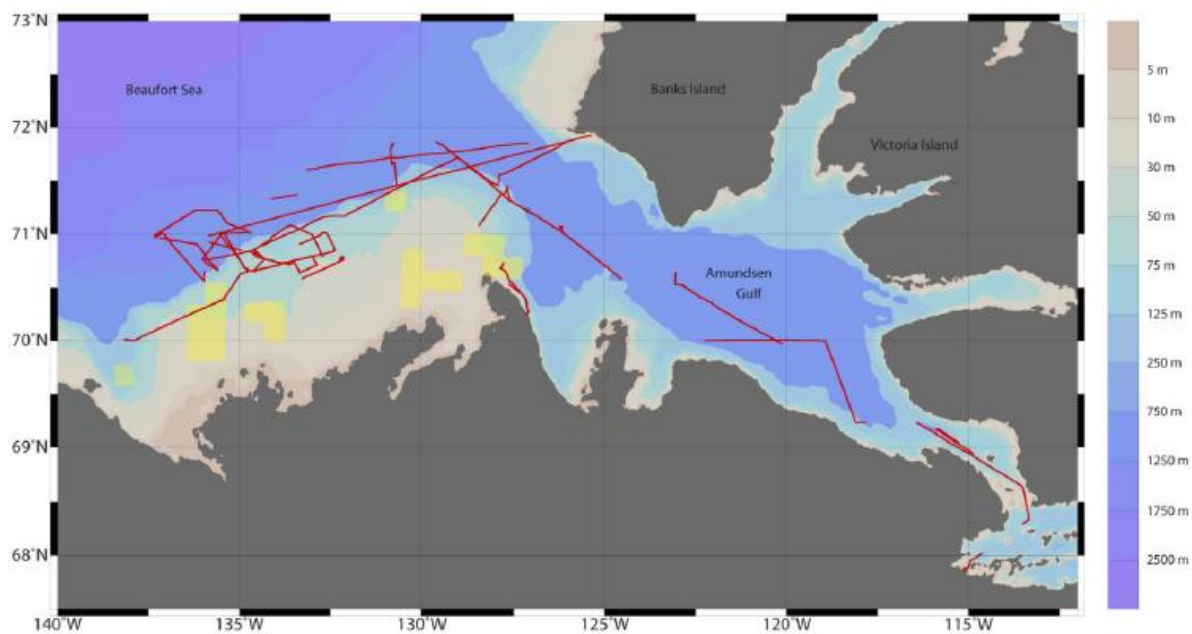 73°N
72°N
71°N
70°N
69°N
68°N
140°W
135°W
130°W
125°W
120°W
115°W
Beaufort Sea
Banks Island
Victoria Island
Amundsen
Gulf
5 m
10 m
30 m
50 m
75 m
125 m
250 m
750 m
1250 m
1750 m
2500 m